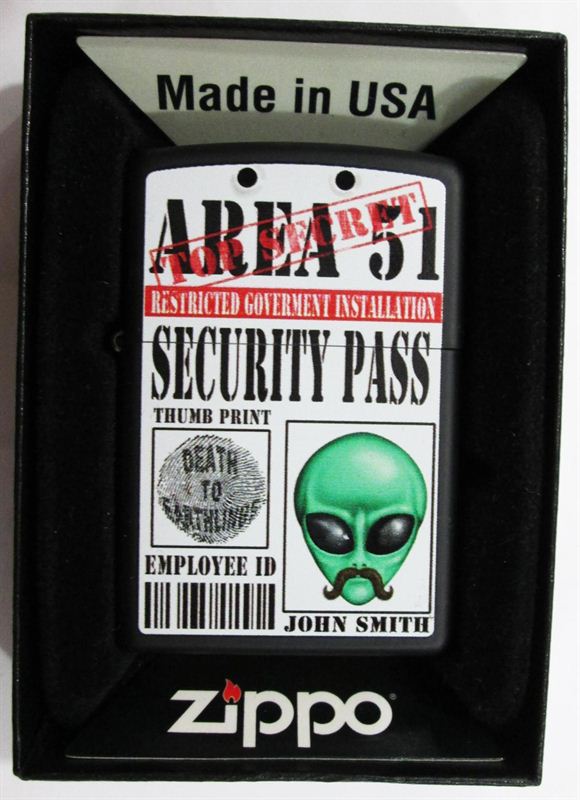 Made in USA
AREA 51
TOP SECRET
RESTRICTED GOVERMENT INSTALLATION
SECURITY PASS
THUMB PRINT
DEATH
TO
EARTHLINGS
EMPLOYEE ID
JOHN SMITH
zippo®